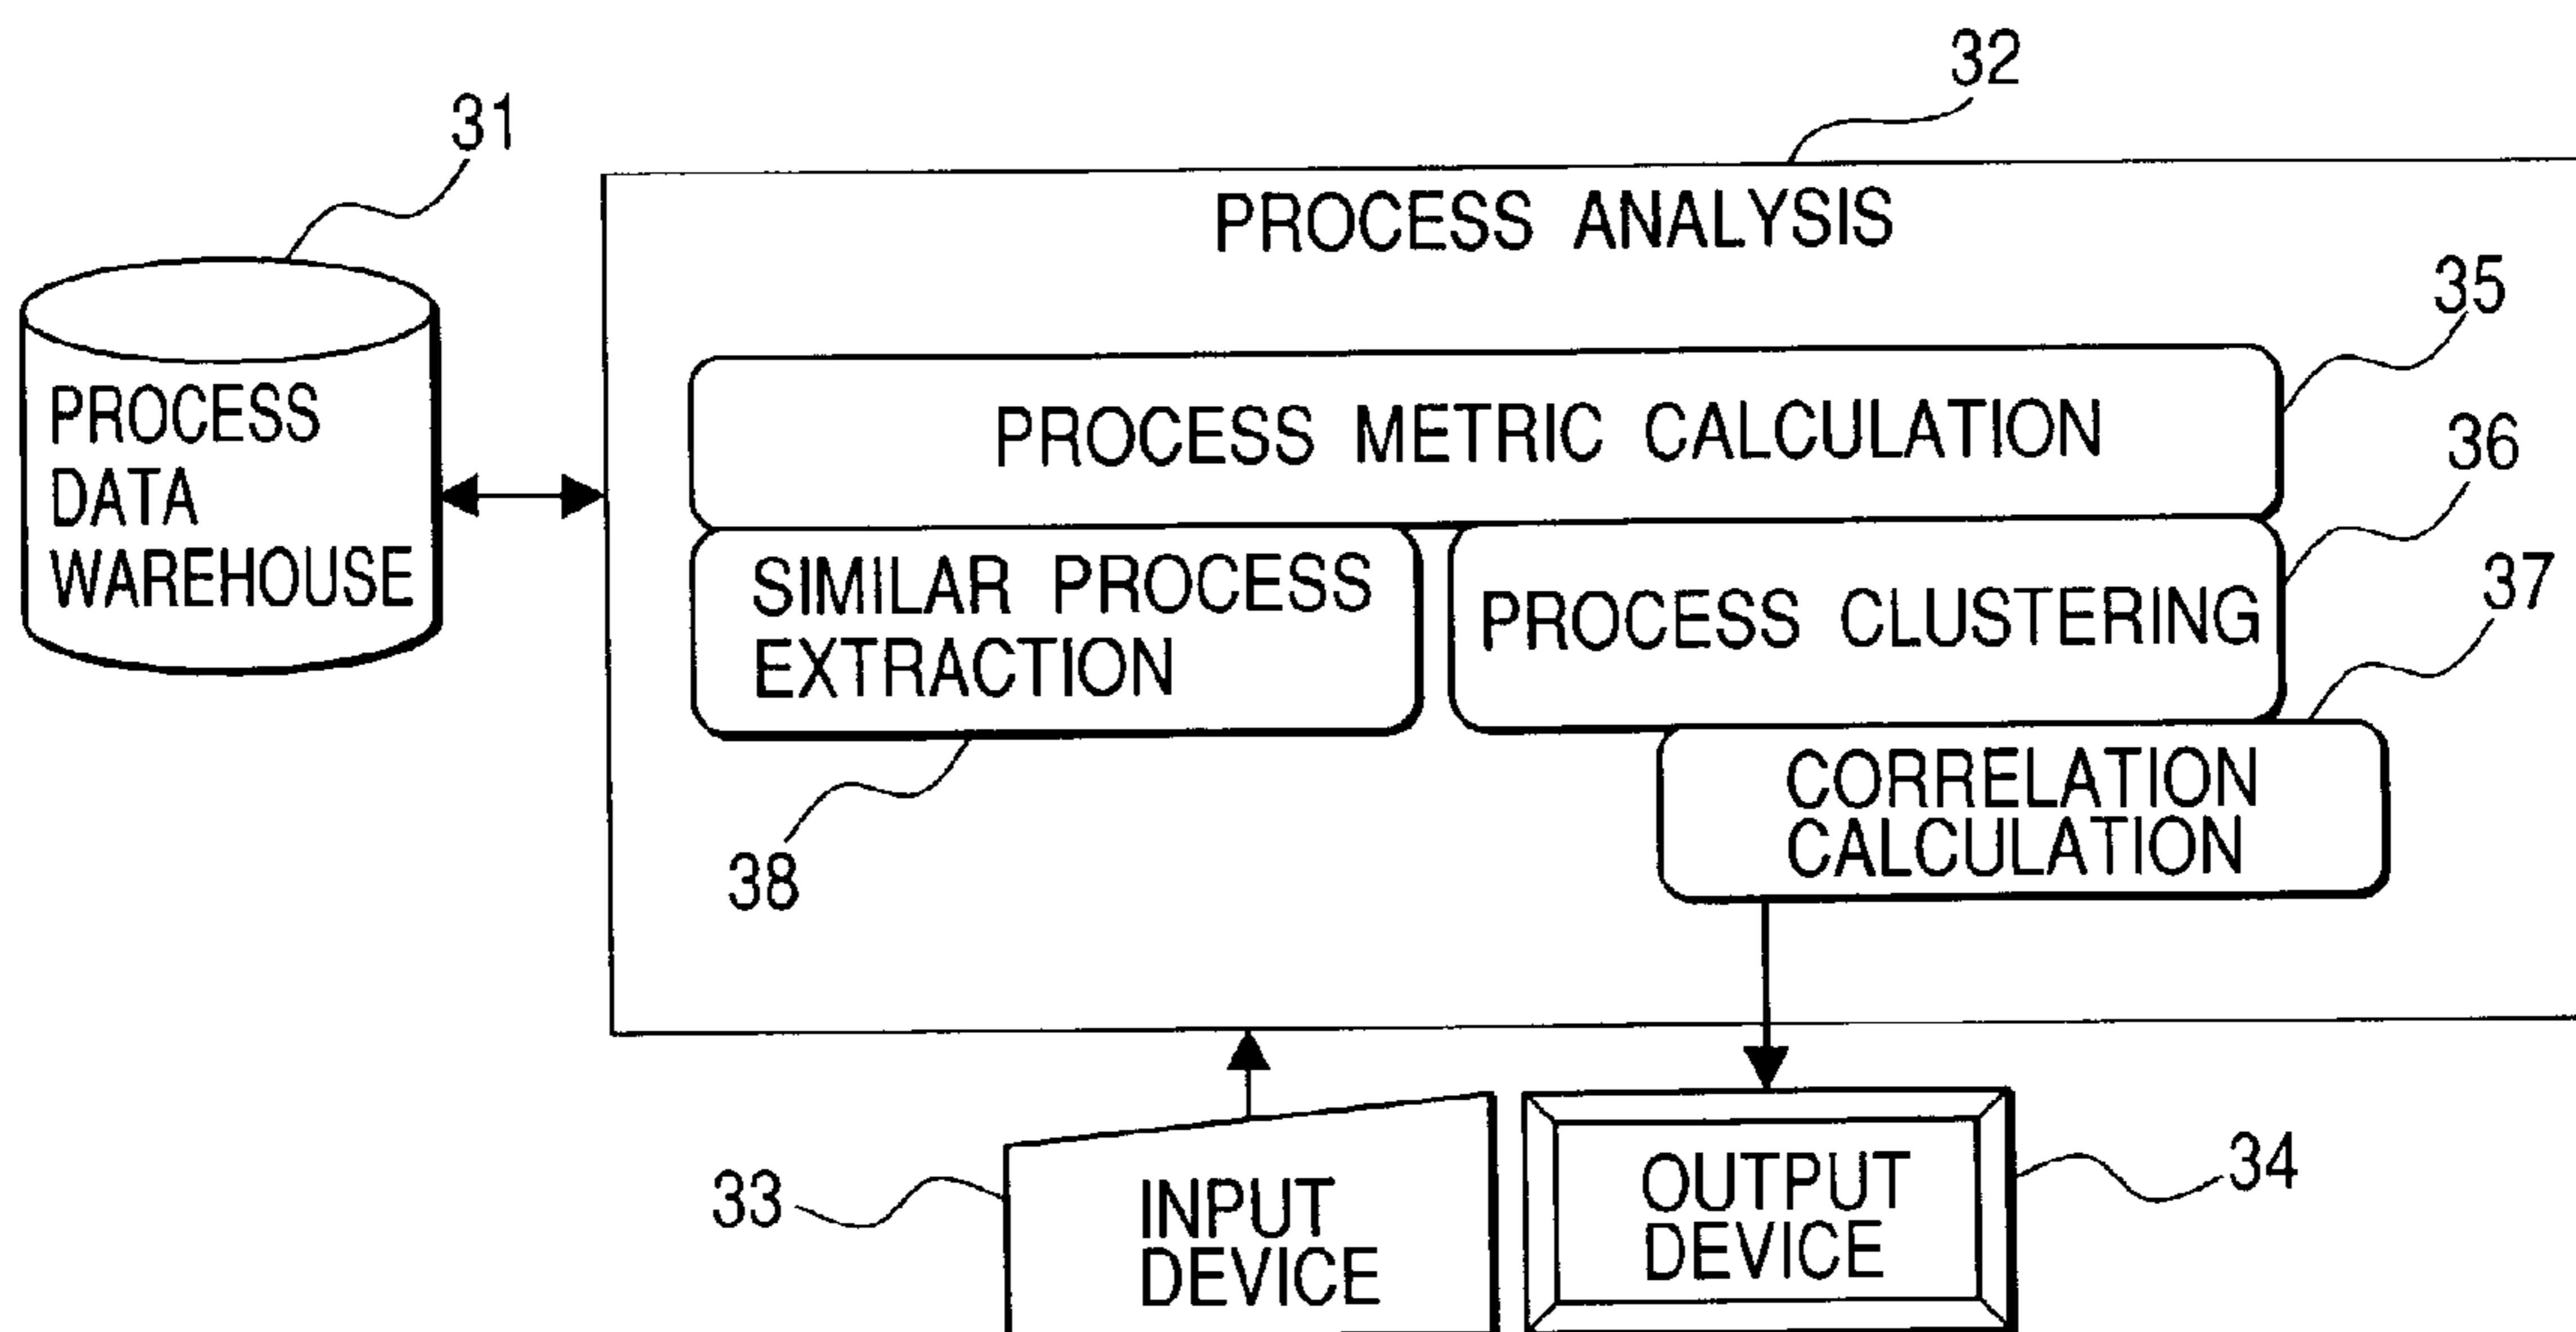 32
31
PROCESS ANALYSIS
35
PROCESS METRIC CALCULATION
PROCESS
DATA
WAREHOUSE
36
SIMILAR PROCESS
EXTRACTION
PROCESS CLUSTERING
37
CORRELATION
CALCULATION
38
33
INPUT
DEVICE
OUTPUT
DEVICE
34